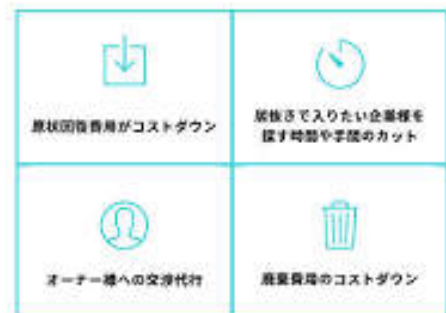 原状回復費用がコストダウン
居抜きで入りたい企業様を
探す時間や手間のカット
オーナー様への交渉代行
廃棄費用のコストダウン